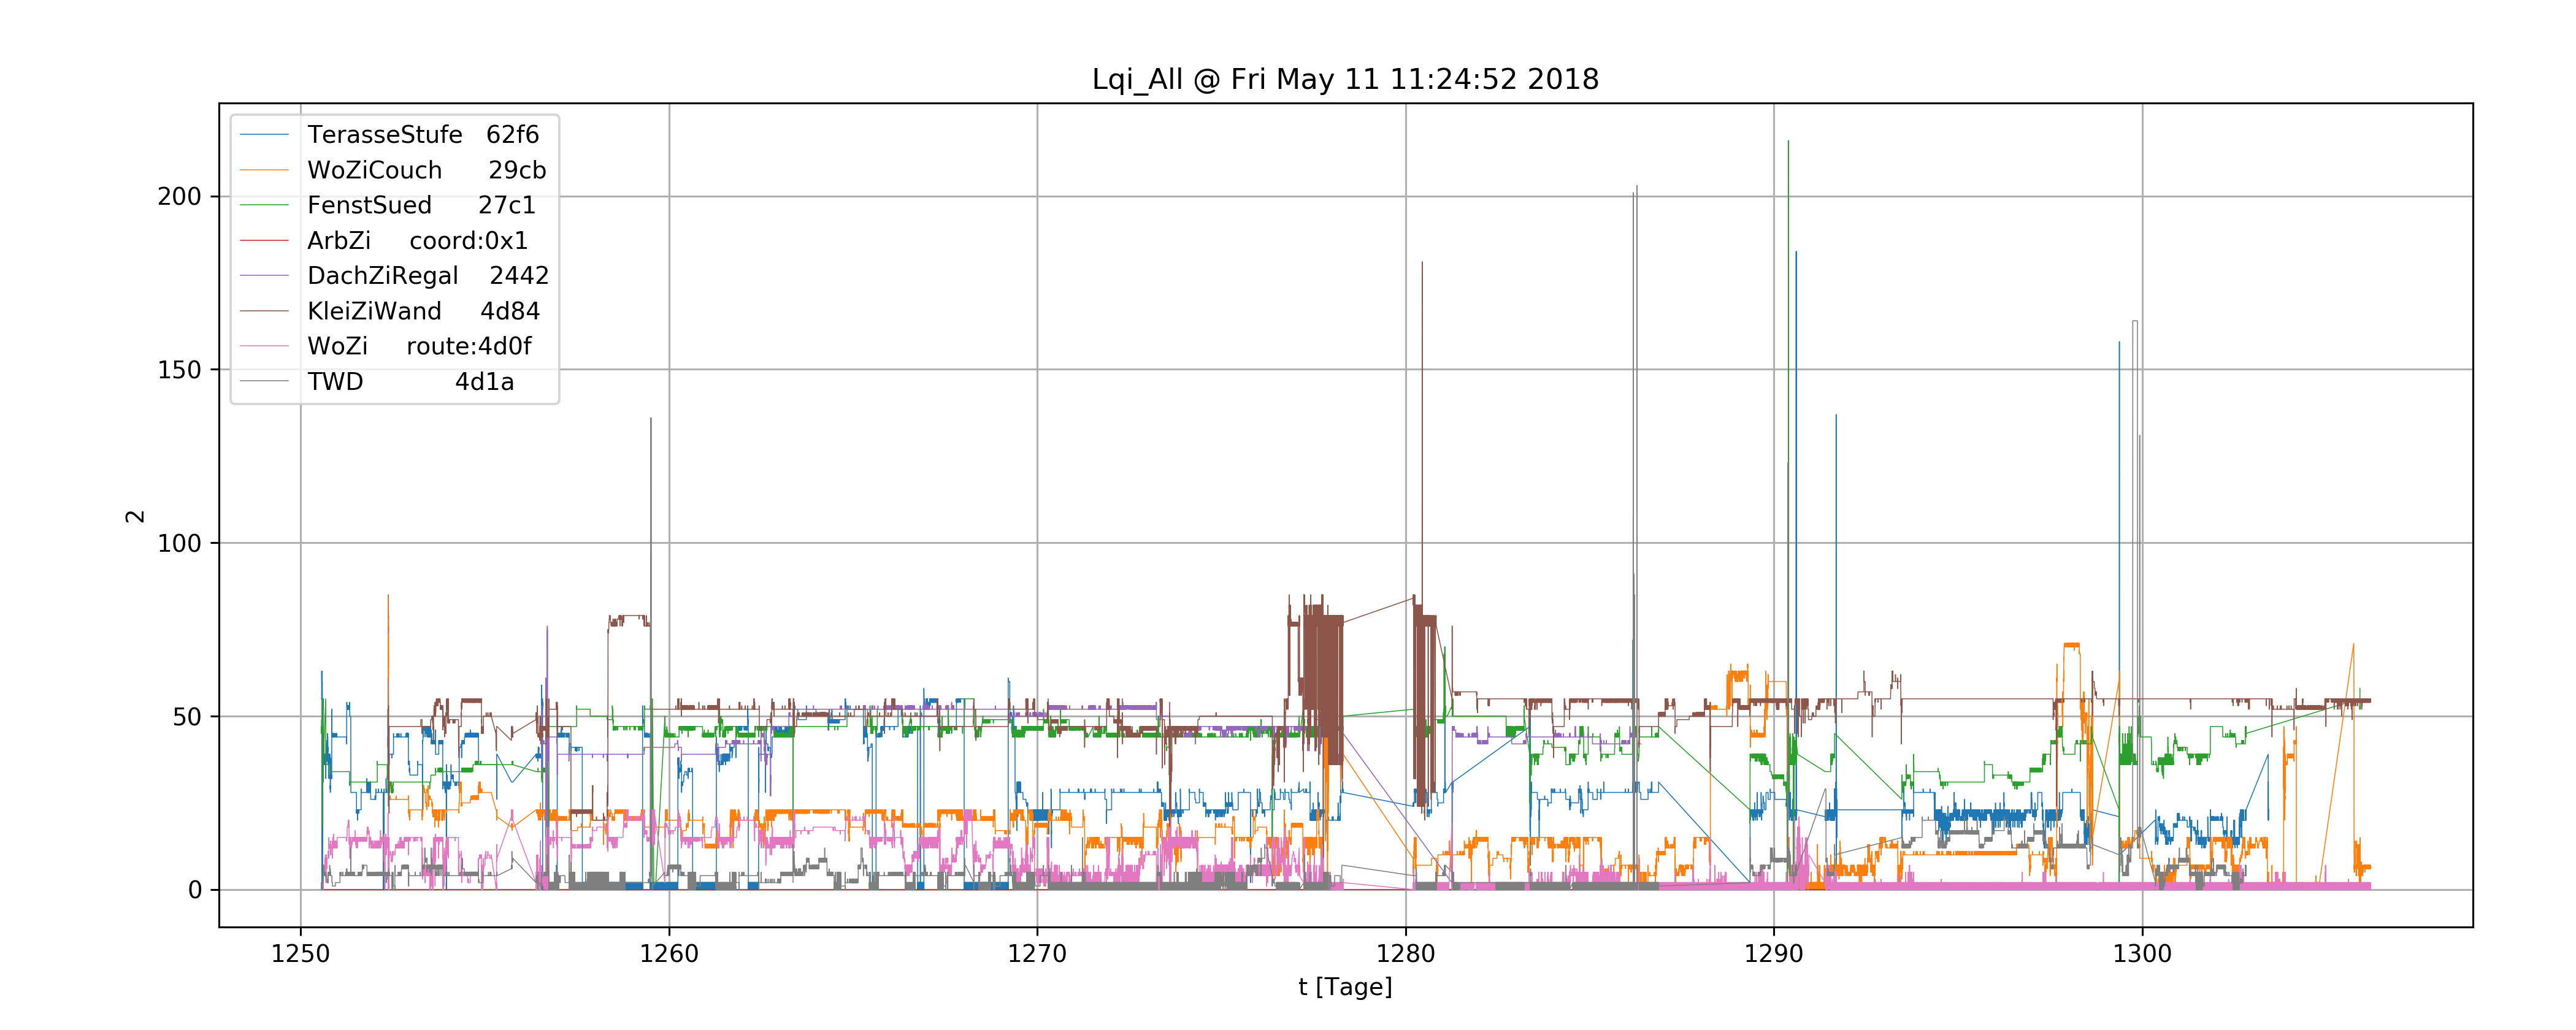 Lqi_All @ Fri May 11 11:24:52 2018
TerasseStufe 62f6
WoZiCouch 29cb
FenstSued 27c1
ArbZi coord:0x1
DachZiRegal 2442
KleiZiWand 4d84
WoZi route:4d0f
TWD 4d1a
200
150
100
50
0
2
1250 1260 1270 1280 1290 1300
t [Tage]